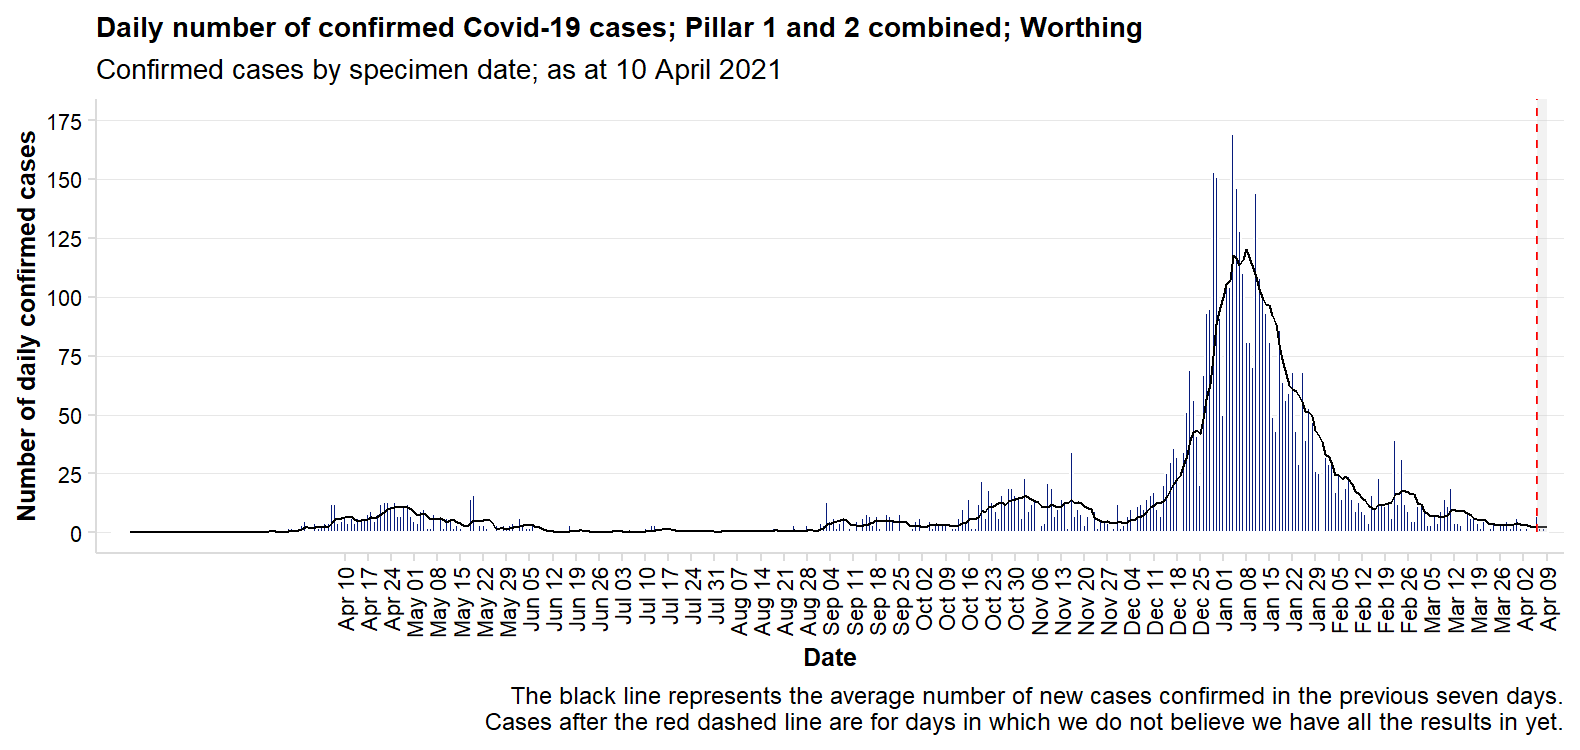 Daily number of confirmed Covid-19 cases; Pillar 1 and 2 combined; Worthing
Confirmed cases by specimen date; as at 10 April 2021
Number of daily confirmed cases
175
150
125
100
75
50
25
0
Apr 10
Apr 17
Apr 24
May 01
May 08
May 15
May 22
May 29
Jun 05
Jun 12
Jun 19
Jun 26
Jul 03
Jul 10
Jul 17
Jul 24
Jul 31
Aug 07
Aug 14
Aug 21
Aug 28
Sep 04
Sep 11
Sep 18
Sep 25
Oct 02
Oct 09
Oct 16
Oct 23
Oct 30
Nov 06
Nov 13
Nov 20
Nov 27
Dec 04
Dec 11
Dec 18
Dec 25
Jan 01
Jan 08
Jan 15
Jan 22
Jan 29
Feb 05
Feb 12
Feb 19
Feb 26
Mar 05
Mar 12
Mar 19
Mar 26
Apr 02
Apr 09
Date
The black line represents the average number of new cases confirmed in the previous seven days.
Cases after the red dashed line are for days in which we do not believe we have all the results in yet.